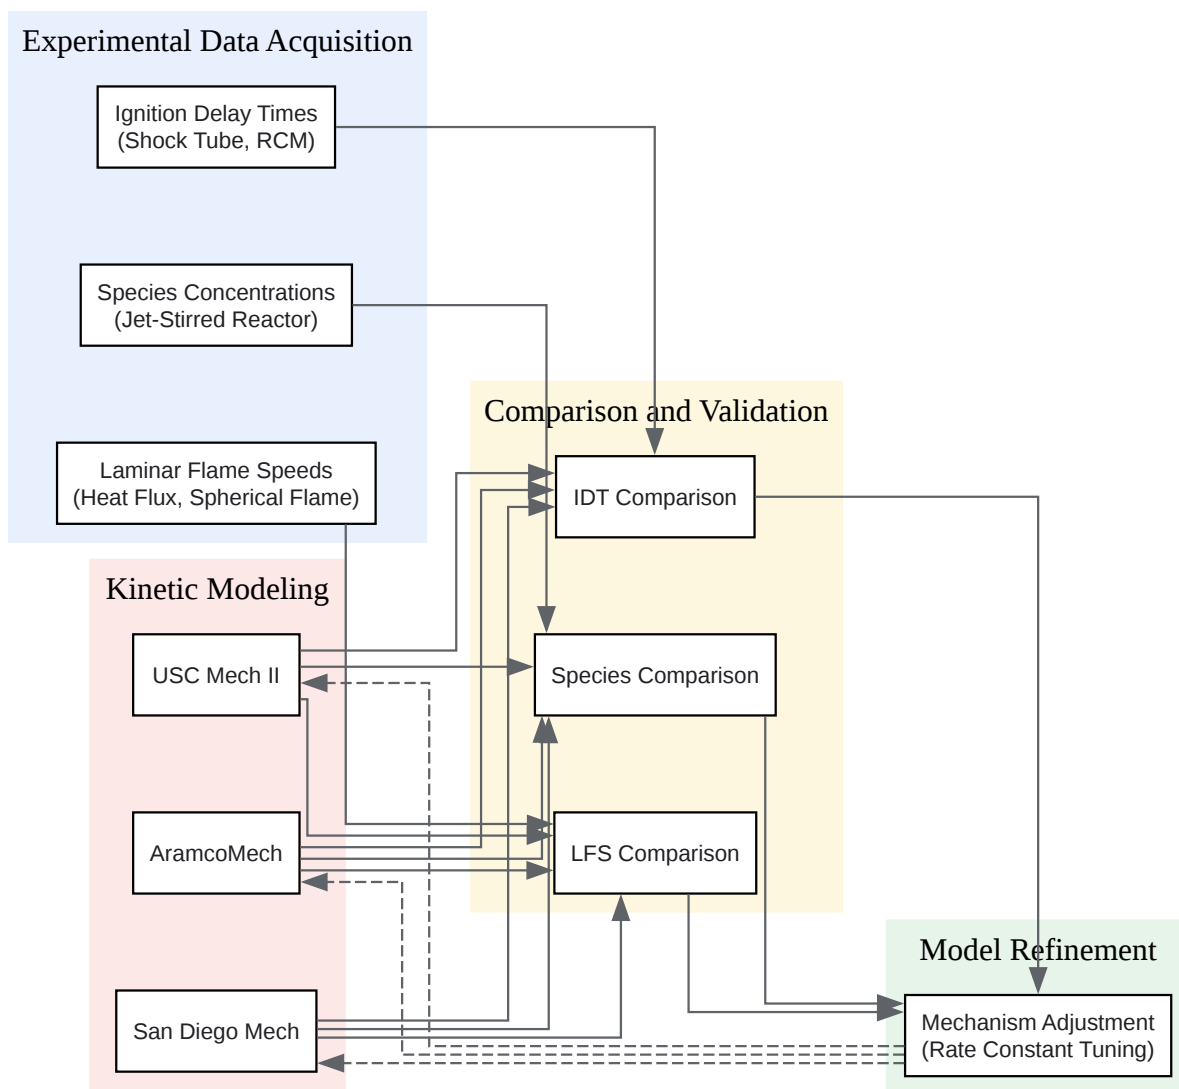 Experimental Data Acquisition
Ignition Delay Times
(Shock Tube, RCM)
Species Concentrations
(Jet-Stirred Reactor)
Laminar Flame Speeds
(Heat Flux, Spherical Flame)
Comparison and Validation
IDT Comparison
Species Comparison
LFS Comparison
Kinetic Modeling
USC Mech II
AramcoMech
San Diego Mech
Model Refinement
Mechanism Adjustment
(Rate Constant Tuning)